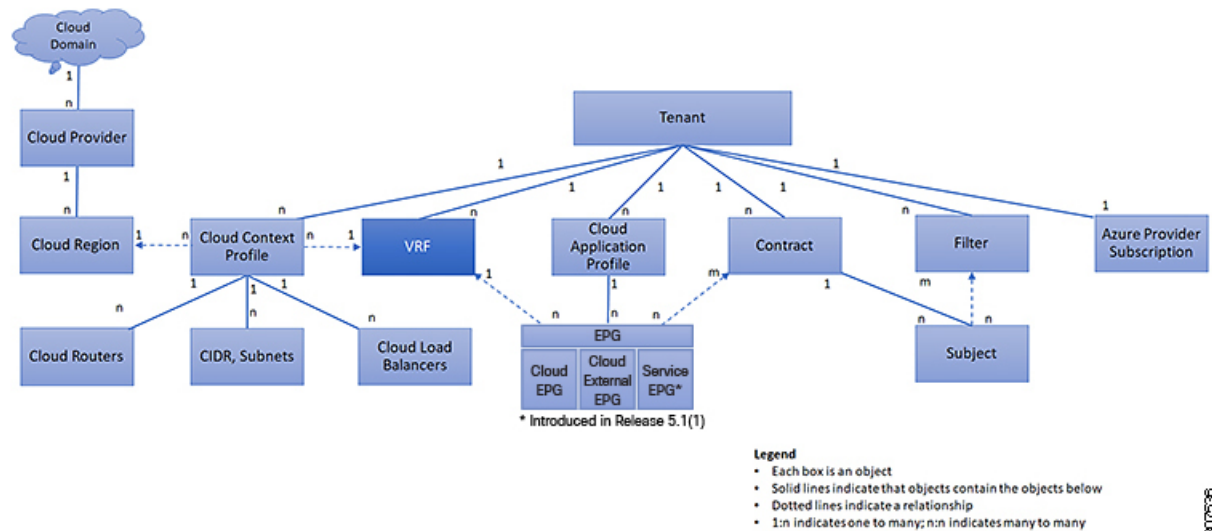 Cloud
Domain
1
n
Cloud Provider
Tenant
1
n
1
1
1
1
1
1
n
n
n
n
n
1
Cloud Region
1
n
Cloud Context
Profile
n
1
VRF
Cloud
Application
Profile
Contract
Filter
Azure Provider
Subscription
1
1
1
1
1
m
1
m
n
n
n
n
n
n
n
n
Cloud Routers
CIDR, Subnets
Cloud Load
Balancers
EPG
Cloud
EPG
Cloud
External
EPG
Service
EPG*
Subject
* Introduced in Release 5.1(1)
Legend
• Each box is an object
• Solid lines indicate that objects contain the objects below
• Dotted lines indicate a relationship
• 1:n indicates one to many; n:n indicates many to many